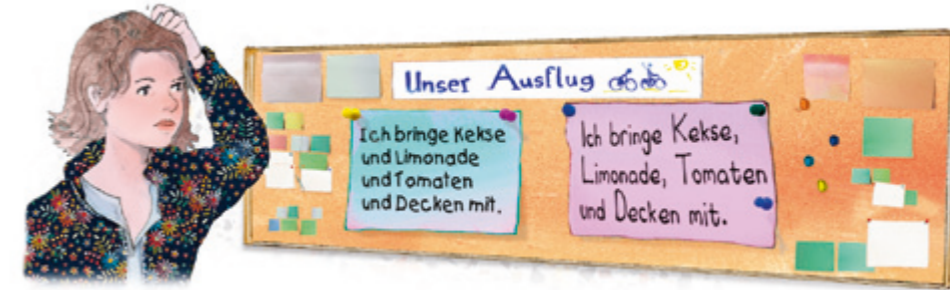 Unser Ausflug
Ich bringe Kekse
und Limonade
und Tomaten
und Decken mit.
Ich bringe Kekse,
Limonade, Tomaten
und Decken mit.